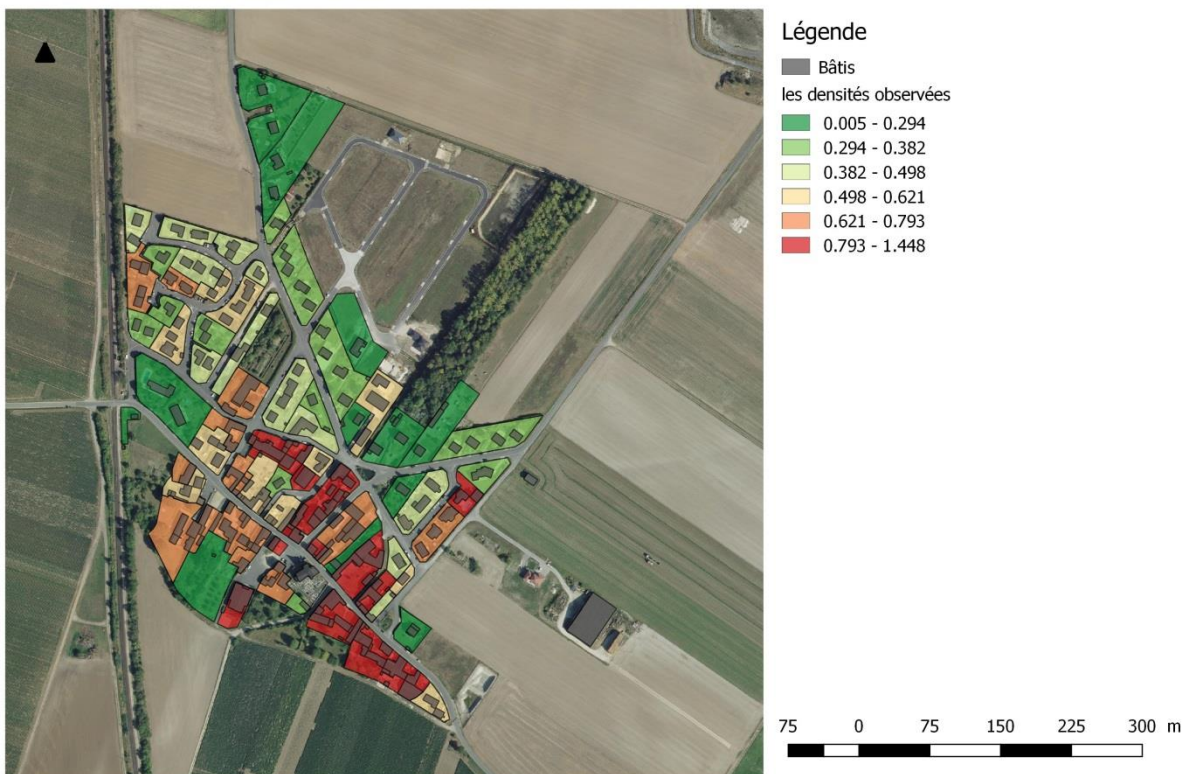 Légende
Bâtis
les densités observées
0.005 - 0.294
0.294 - 0.382
0.382 - 0.498
0.498 - 0.621
0.621 - 0.793
0.793 - 1.448
75 0 75 150 225 300 m